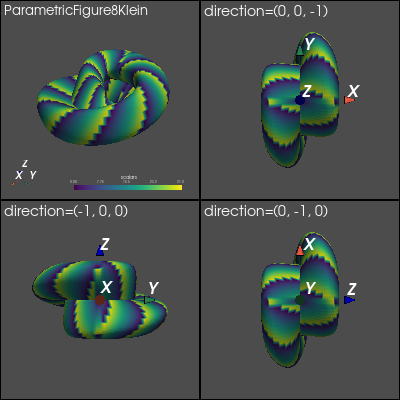 ParametricFigure8Klein
Z
X Y
scalars
direction=(0, 0, -1)
Y
Z X
direction=(-1, 0, 0)
Z
X Y
direction=(0, -1, 0)
X
Y Z